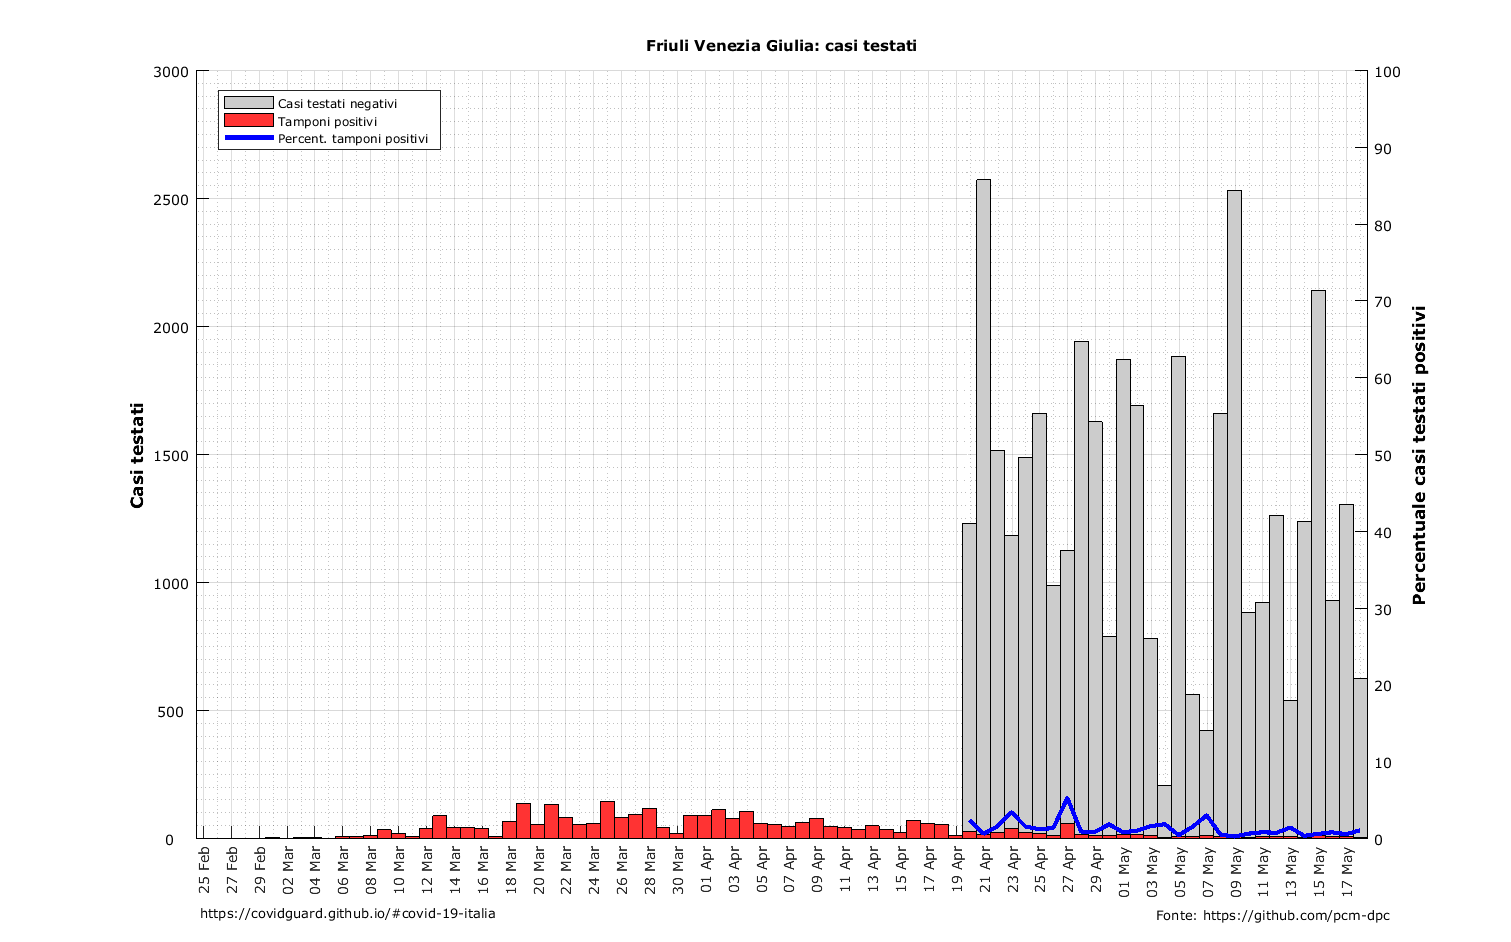 Friuli Venezia Giulia: casi testati
Casi testati negativi
Tamponi positivi
Percent. tamponi positivi
Casi testati
3000
2500
2000
1500
1000
500
0
100
90
80
70
60
50
40
30
20
10
0
Percentuale casi testati positivi
25 Feb
27 Feb
29 Feb
02 Mar
04 Mar
06 Mar
08 Mar
10 Mar
12 Mar
14 Mar
16 Mar
18 Mar
20 Mar
22 Mar
24 Mar
26 Mar
28 Mar
30 Mar
01 Apr
03 Apr
05 Apr
07 Apr
09 Apr
11 Apr
13 Apr
15 Apr
17 Apr
19 Apr
21 Apr
23 Apr
25 Apr
27 Apr
29 Apr
01 May
03 May
05 May
07 May
09 May
11 May
13 May
15 May
17 May
https://covidguard.github.io/#covid-19-italia
Fonte: https://github.com/pcm-dpc